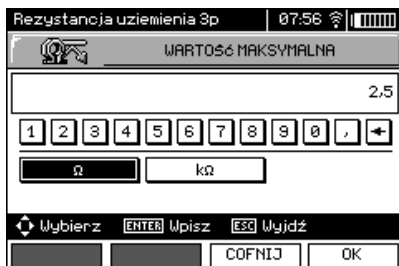 Rezystancja uziemienia 3p 07:56
WARTOŚć MAKSYMALNA
2,5
1 2 3 4 5 6 7 8 9 0 , ←
Ω kΩ
Wybierz ENTER Wpisz ESC Wyjdź
COFNIJ OK